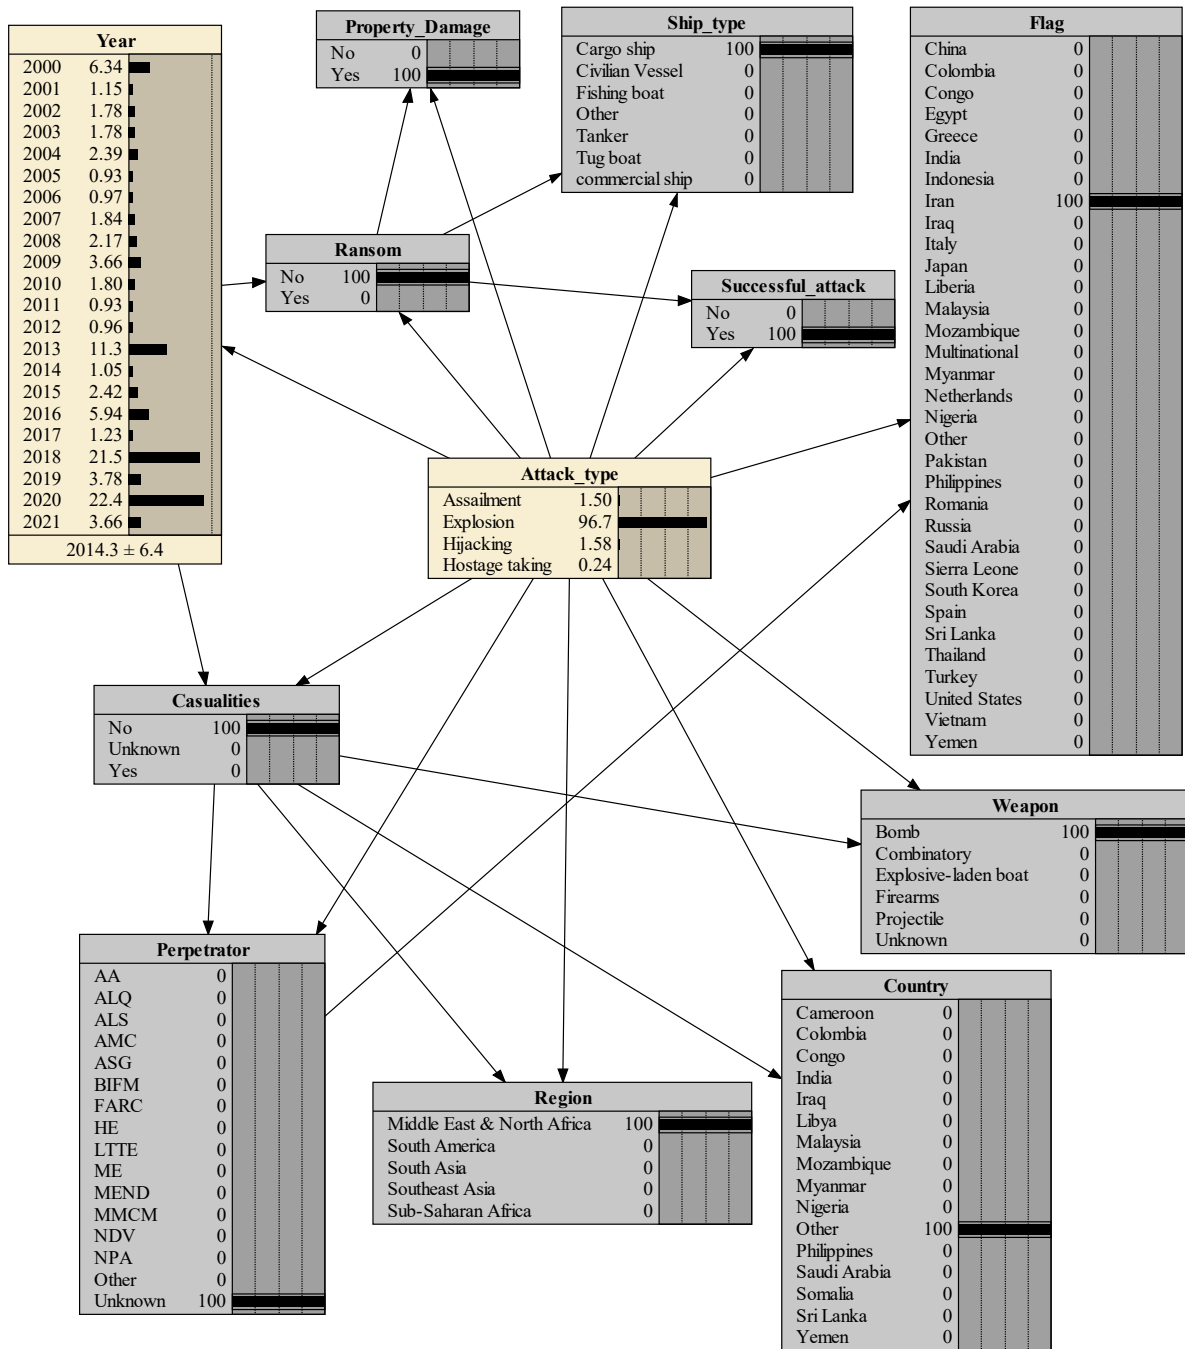 Year
2000 6.34
2001 1.15
2002 1.78
2003 1.78
2004 2.39
2005 0.93
2006 0.97
2007 1.84
2008 2.17
2009 3.66
2010 1.80
2011 0.93
2012 0.96
2013 11.3
2014 1.05
2015 2.42
2016 5.94
2017 1.23
2018 21.5
2019 3.78
2020 22.4
2021 3.66
2014.3 ± 6.4
Property_Damage
No 0
Yes 100
Ship_type
Cargo ship 100
Civilian Vessel 0
Fishing boat 0
Other 0
Tanker 0
Tug boat 0
commercial ship 0
Flag
China 0
Colombia 0
Congo 0
Egypt 0
Greece 0
India 0
Indonesia 0
Iran 100
Iraq 0
Italy 0
Japan 0
Liberia 0
Malaysia 0
Mozambique 0
Multinational 0
Myanmar 0
Netherlands 0
Nigeria 0
Other 0
Pakistan 0
Philippines 0
Romania 0
Russia 0
Saudi Arabia 0
Sierra Leone 0
South Korea 0
Spain 0
Sri Lanka 0
Thailand 0
Turkey 0
United States 0
Vietnam 0
Yemen 0
Ransom
No 100
Yes 0
Successful_attack
No 0
Yes 100
Attack_type
Assailment 1.50
Explosion 96.7
Hijacking 1.58
Hostage taking 0.24
Casualities
No 100
Unknown 0
Yes 0
Weapon
Bomb 100
Combinatory 0
Explosive-laden boat 0
Firearms 0
Projectile 0
Unknown 0
Perpetrator
AA 0
ALQ 0
ALS 0
AMC 0
ASG 0
BIFM 0
FARC 0
HE 0
LTTE 0
ME 0
MEND 0
MMCM 0
NDV 0
NPA 0
Other 0
Unknown 100
Region
Middle East & North Africa 100
South America 0
South Asia 0
Southeast Asia 0
Sub-Saharan Africa 0
Country
Cameroon 0
Colombia 0
Congo 0
India 0
Iraq 0
Libya 0
Malaysia 0
Mozambique 0
Myanmar 0
Nigeria 0
Other 100
Philippines 0
Saudi Arabia 0
Somalia 0
Sri Lanka 0
Yemen 0